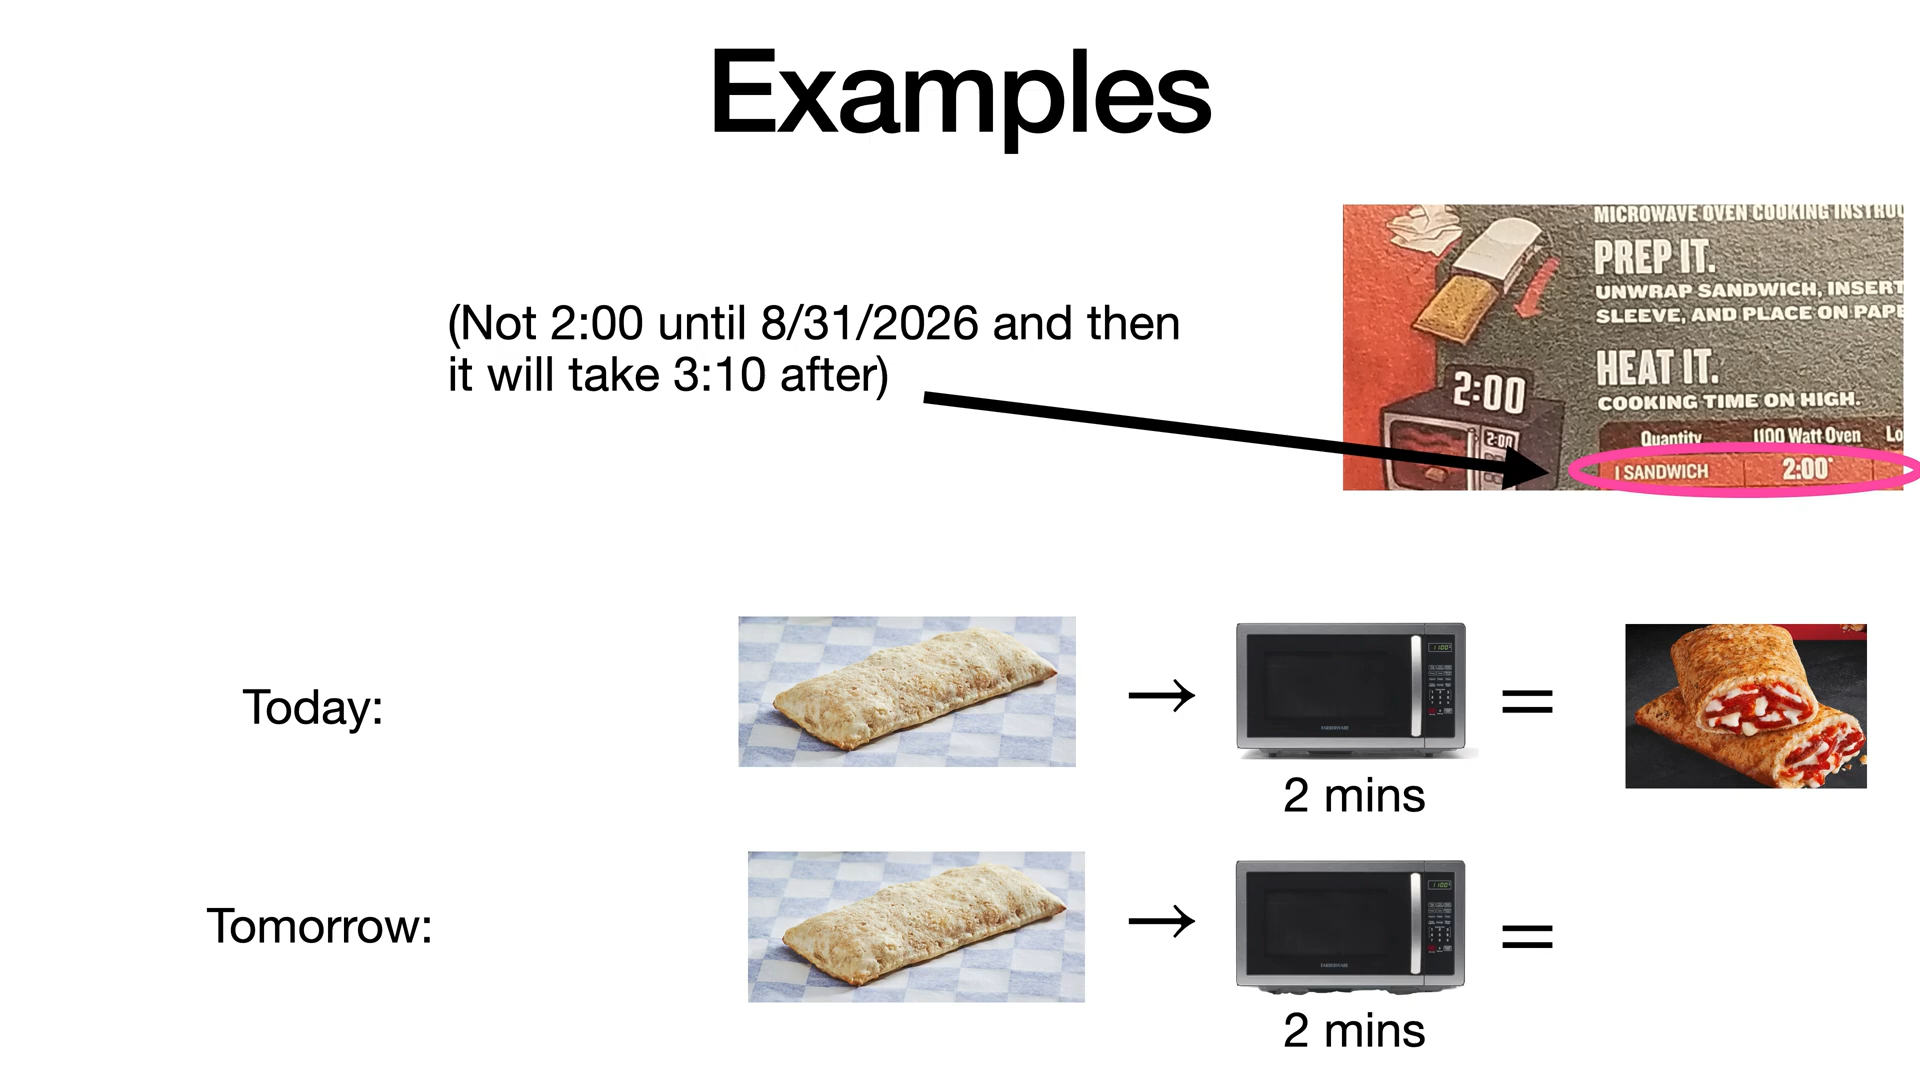 Examples
(Not 2:00 until 8/31/2026 and then
it will take 3:10 after)
MICROWAVE OVEN COOKING
PREP IT.
UNWRAP SANDWICH, INSERT
SLEEVE, AND PLACE ON
HEAT IT.
COOKING TIME ON HIGH.
2:00
2:00
Quantity 1100 Watt Oven
1 SANDWICH 2:00*
Today:
2 mins
Tomorrow:
2 mins